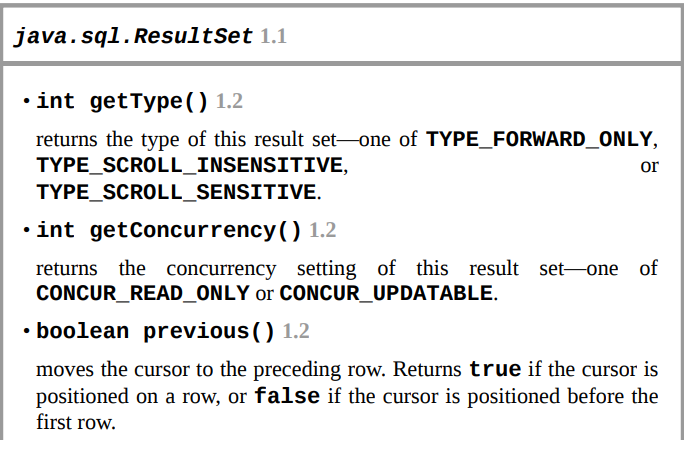 java.sql.ResultSet 1.1
• int getType() 1.2
returns the type of this result set—one of TYPE_FORWARD_ONLY,
TYPE_SCROLL_INSENSITIVE, or
TYPE_SCROLL_SENSITIVE.
• int getConcurrency() 1.2
returns the concurrency setting of this result set—one of
CONCUR_READ_ONLY or CONCUR_UPDATABLE.
• boolean previous() 1.2
moves the cursor to the preceding row. Returns true if the cursor is
positioned on a row, or false if the cursor is positioned before the
first row.